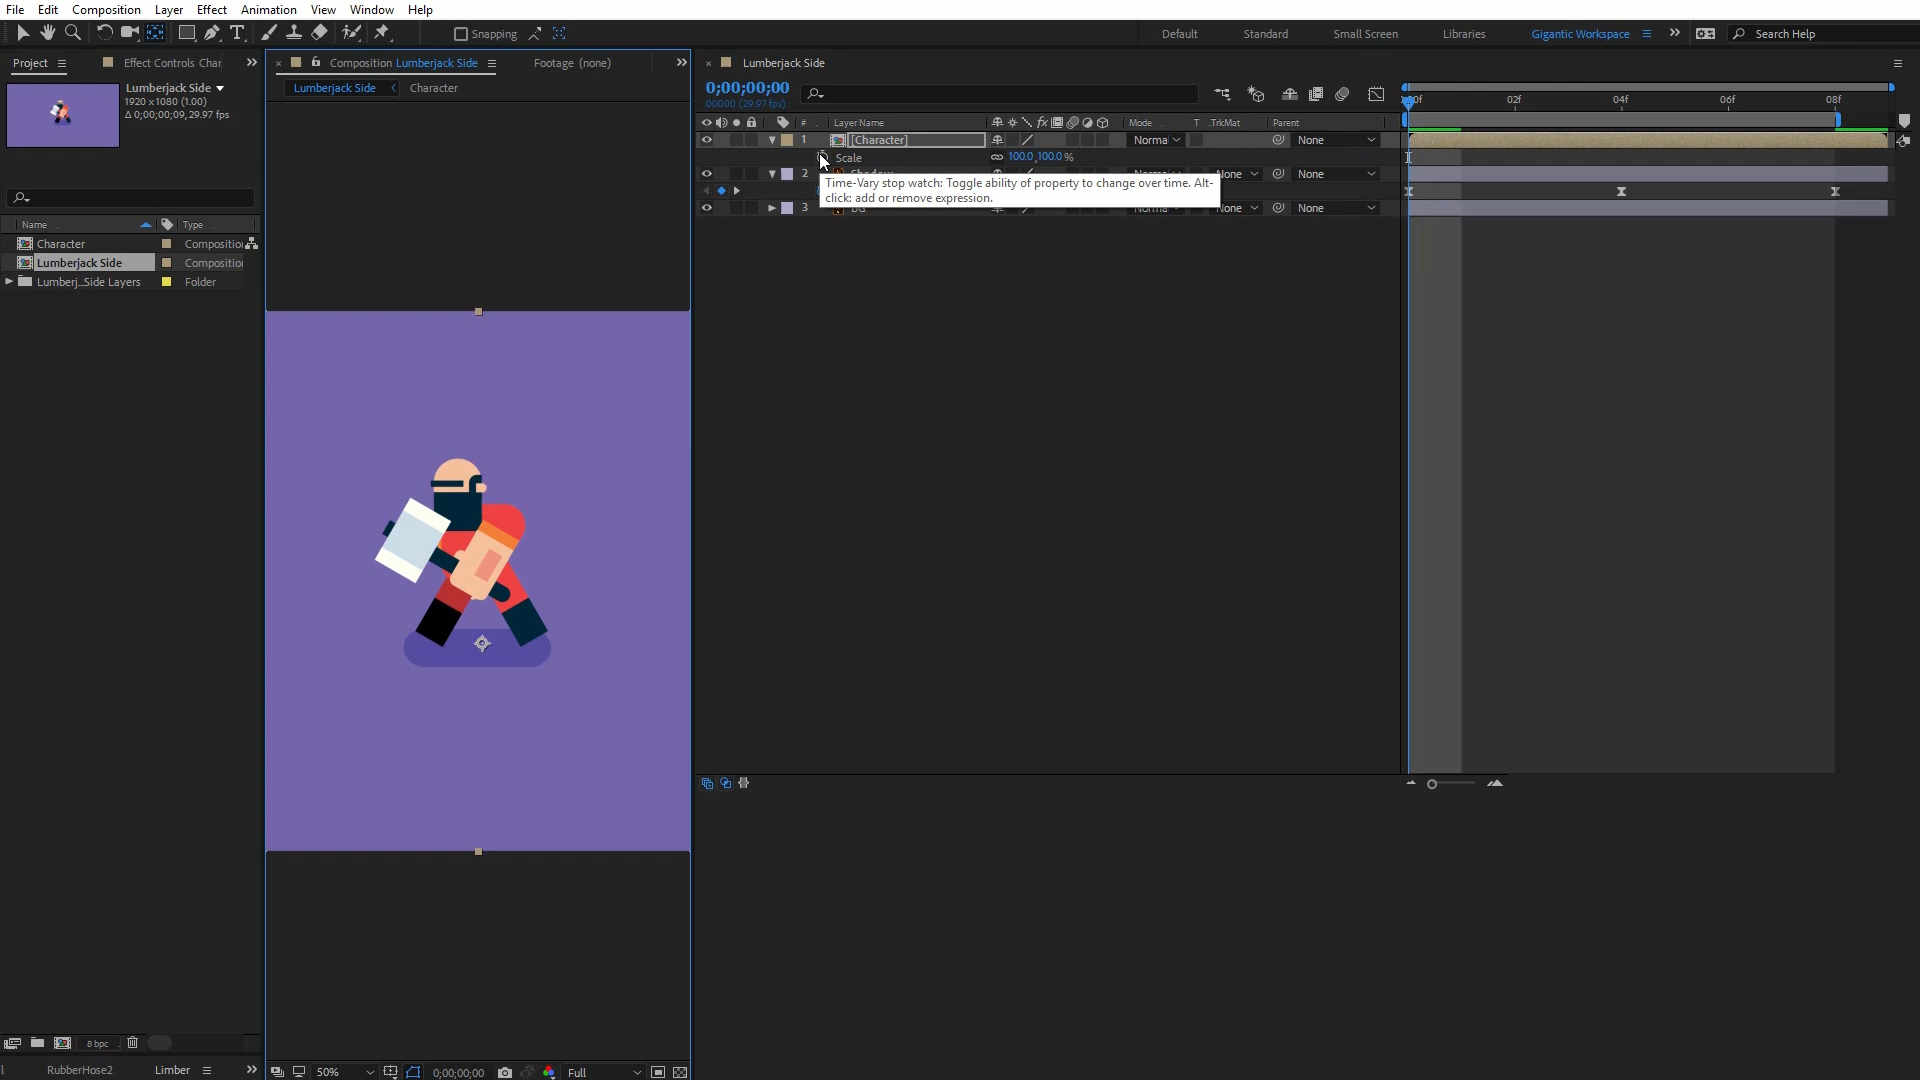 File Edit Composition Layer Effect Animation View Window Help
Snapping Default Standard Small Screen Libraries Gigantic Workspace Search Help
Project Effect Controls Char Composition Lumberjack Side Footage (none) Lumberjack Side
Lumberjack Side
1920 x 1080 (1.00)
Δ 0;00;00;09, 29.97 fps
Lumberjack Side Character
0;00;00;00
00000 (29.97 fps)
02f 04f 06f 08f
# Layer Name Mode T .TrkMat Parent
1 [Character] Norma None
Scale 100.0,100.0 %
2 None None
Time-Vary stop watch: Toggle ability of property to change over time. Alt-
click: add or remove expression.
3 BG Norma None None
Name Type
Character Compositio
Lumberjack Side Compositio
Lumberj...Side Layers Folder
8 bpc
RubberHose2 Limber
50% 0;00;00;00 Full